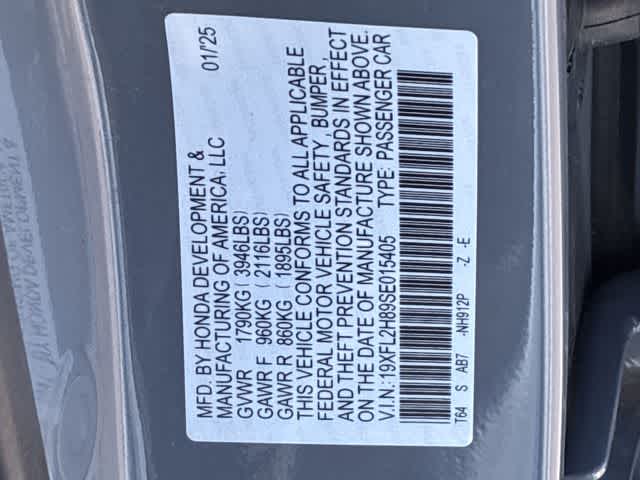 MFD. BY HONDA DEVELOPMENT & 01/'25
MANUFACTURING OF AMERICA, LLC
GVWR 1790KG (3946LBS)
GAWR F 960KG (2116LBS)
GAWR R 860KG (1895LBS)
THIS VEHICLE CONFORMS TO ALL APPLICABLE
FEDERAL MOTOR VEHICLE SAFETY, BUMPER,
AND THEFT PREVENTION STANDARDS IN EFFECT
ON THE DATE OF MANUFACTURE SHOWN ABOVE.
V.I.N:19XFL2H89SE015405 TYPE: PASSENGER CAR
T64 S AB7 -NH912P -Z -E